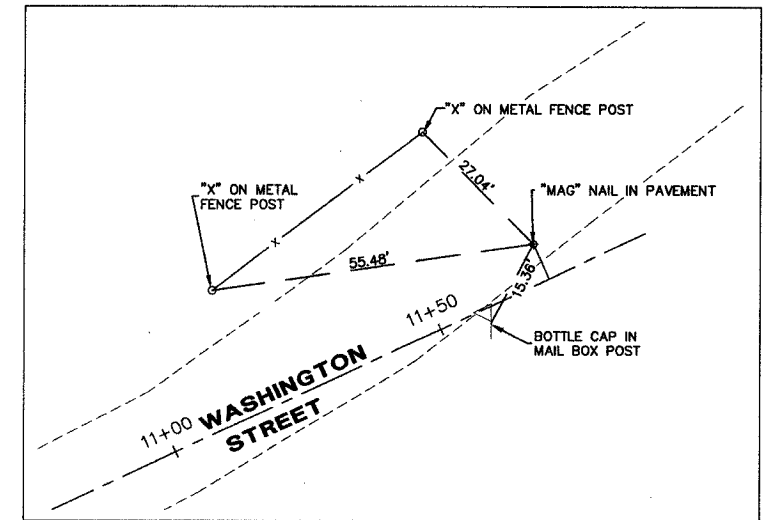 "X" ON METAL FENCE POST
"X" ON METAL
FENCE POST
27.04'
"MAG" NAIL IN PAVEMENT
x
x
55.48'
15.36'
11+50
BOTTLE CAP IN
MAIL BOX POST
11+00
WASHINGTON
STREET